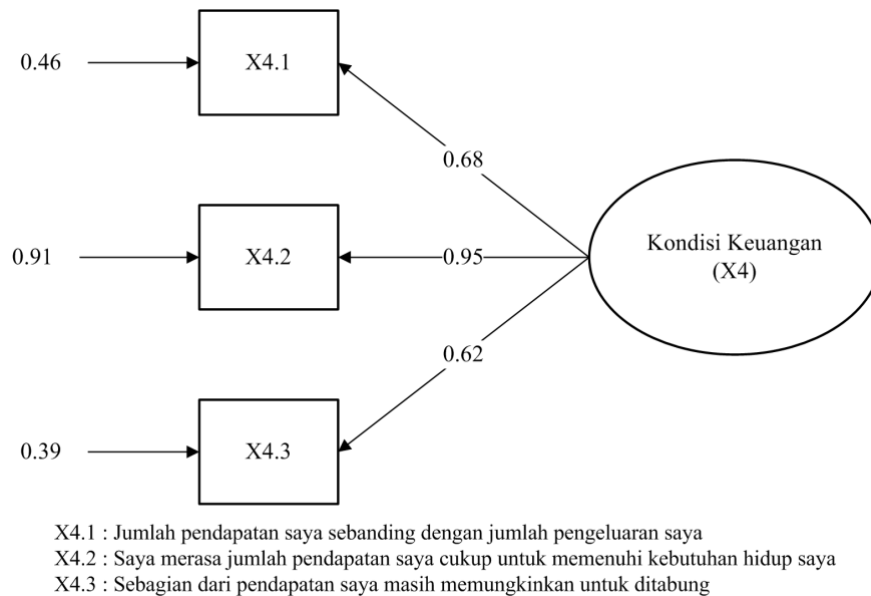 0.46
X4.1
0.68
Kondisi Keuangan
(X4)
0.91
X4.2
0.95
0.62
0.39
X4.3
X4.1 : Jumlah pendapatan saya sebanding dengan jumlah pengeluaran saya
X4.2 : Saya merasa jumlah pendapatan saya cukup untuk memenuhi kebutuhan hidup saya
X4.3 : Sebagian dari pendapatan saya masih memungkinkan untuk ditabung